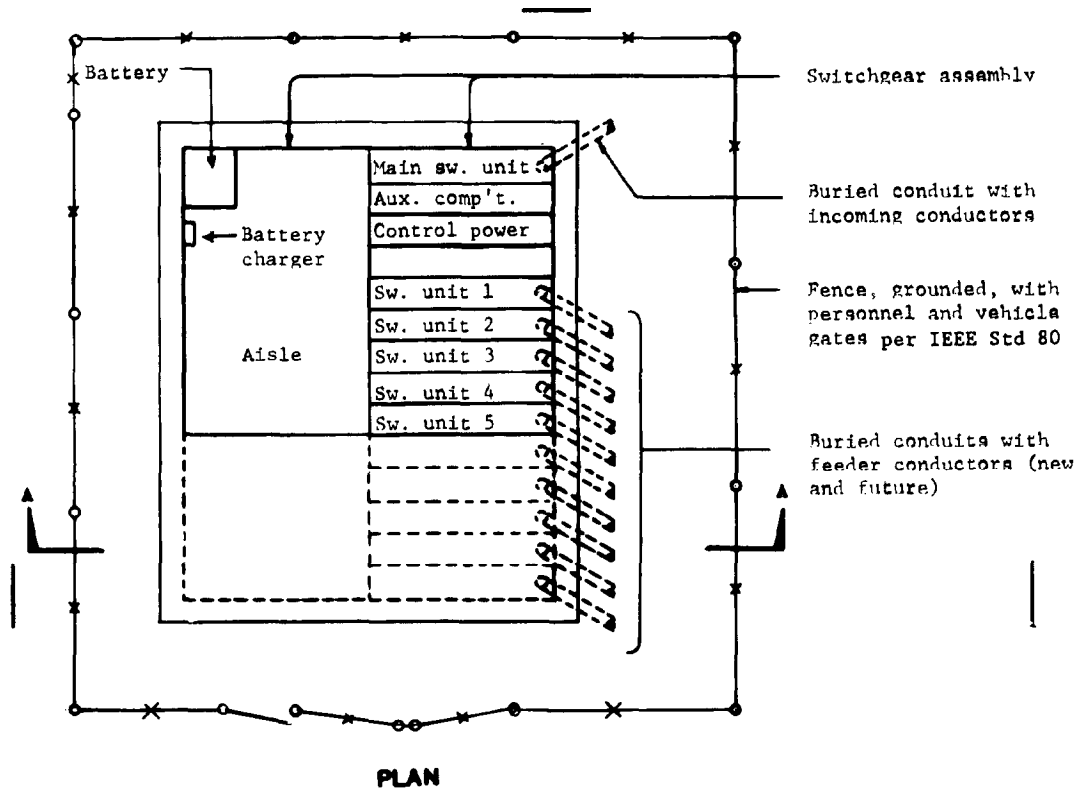 Battery
Switchgear assembly
Main sw. unit
Aux. comp't.
Control power
Battery
charger
Buried conduit with
incoming conductors
Sw. unit 1
Sw. unit 2
Sw. unit 3
Sw. unit 4
Sw. unit 5
Aisle
Fence, grounded, with
personnel and vehicle
gates per IEEE Std 80
Buried conduits with
feeder conductors (new
and future)
PLAN